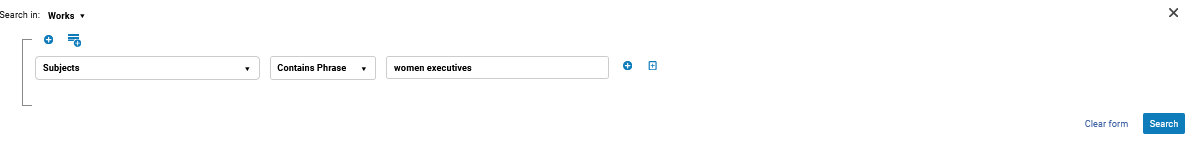 Search in: Works
Subjects Contains Phrase women executives
Clear form Search